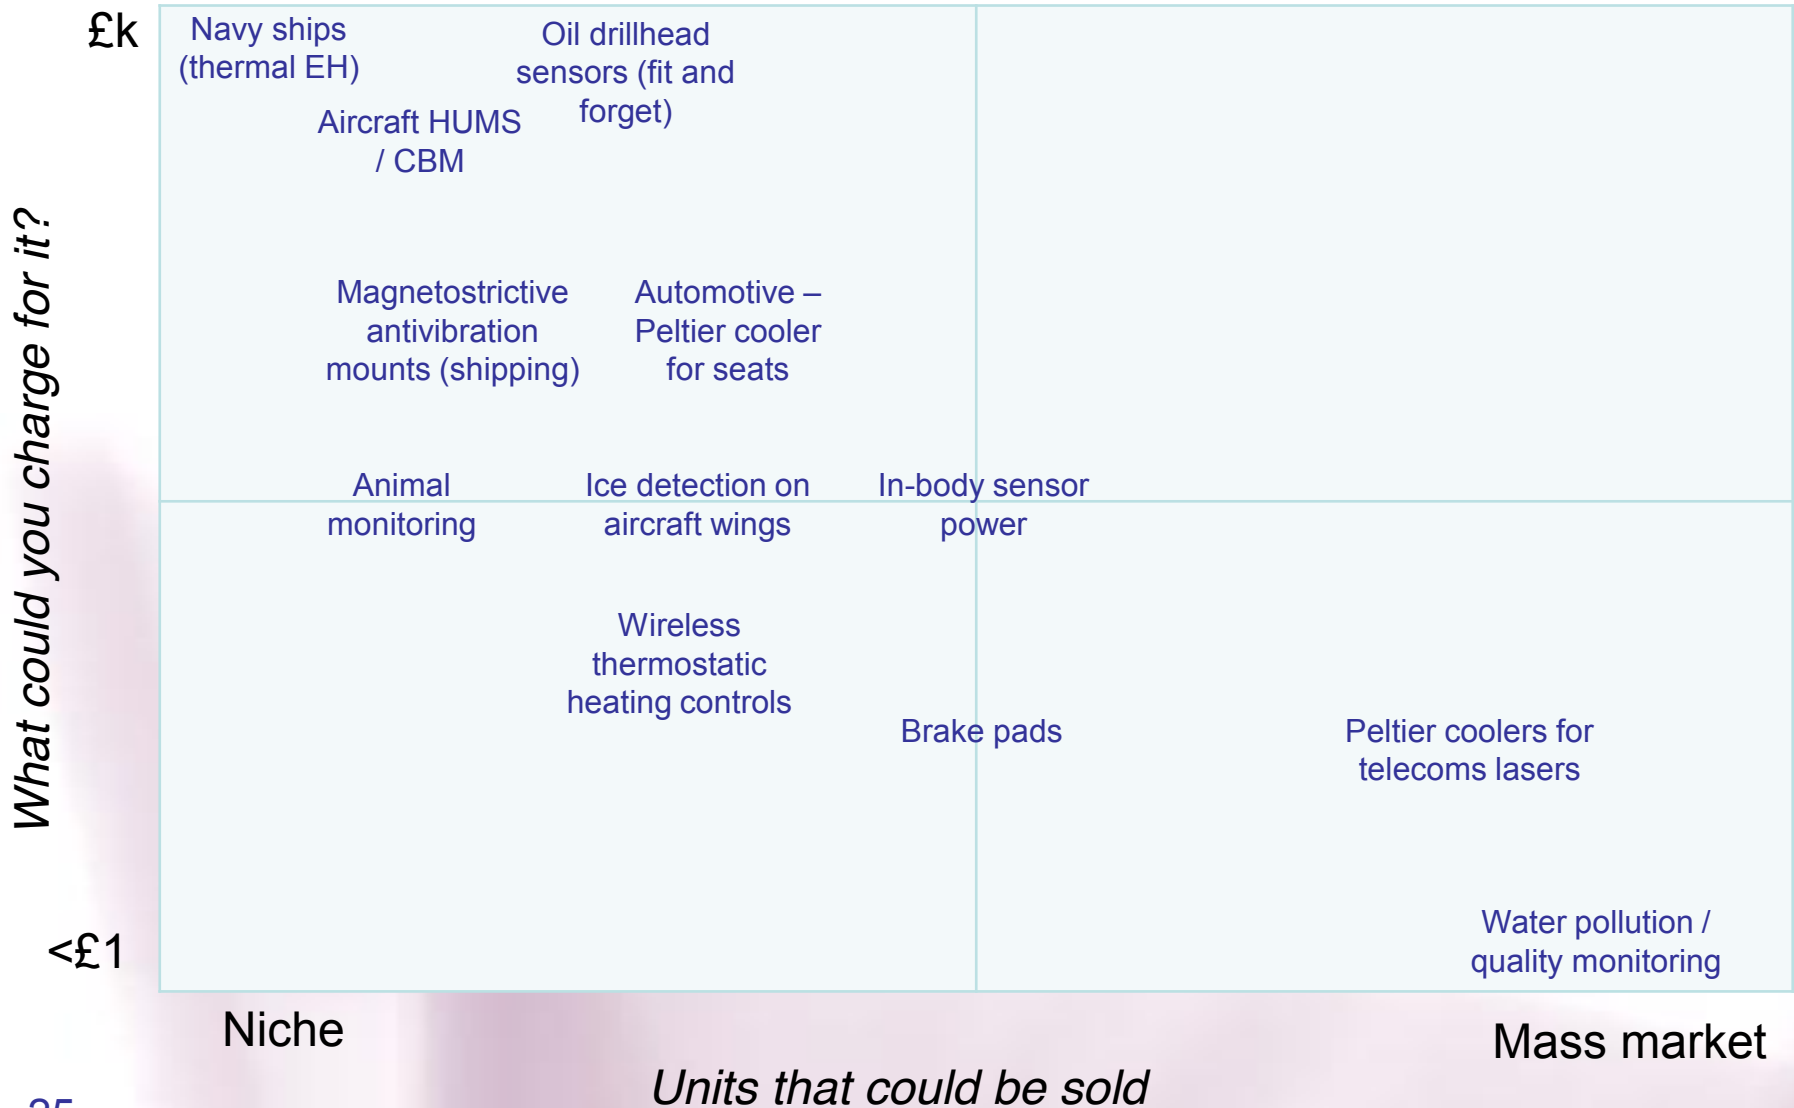 £k
Navy ships
(thermal EH)
Oil drillhead
sensors (fit and
forget)
Aircraft HUMS
/ CBM
What could you charge for it?
Magnetostrictive
antivibration
mounts (shipping)
Automotive –
Peltier cooler
for seats
Animal
monitoring
Ice detection on
aircraft wings
In-body sensor
power
Wireless
thermostatic
heating controls
Brake pads
Peltier coolers for
telecoms lasers
Water pollution /
quality monitoring
<£1
Niche
Mass market
Units that could be sold